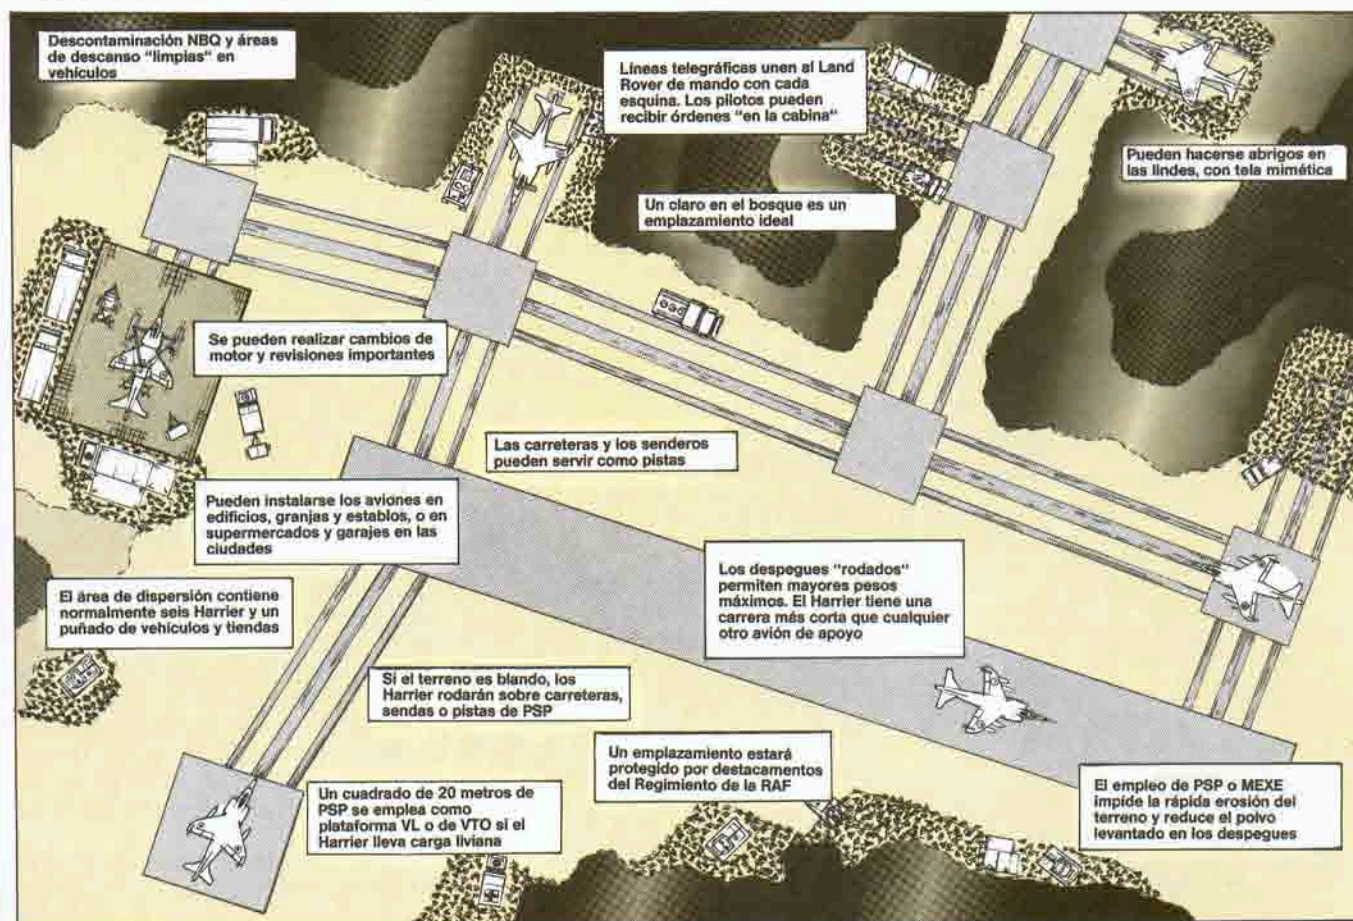 Descontaminación NBQ y áreas
de descanso "limpias" en
vehículos
Líneas telegráficas unen al Land
Rover de mando con cada
esquina. Los pilotos pueden
recibir órdenes "en la cabina"
Pueden hacerse abrigos en
las lindes, con tela mimética
Un claro en el bosque es un
emplazamiento ideal
Se pueden realizar cambios de
motor y revisiones importantes
Las carreteras y los senderos
pueden servir como pistas
Pueden instalarse los aviones en
edificios, granjas y establos, o en
supermercados y garajes en las
ciudades
Los despegues "rodados"
permiten mayores pesos
máximos. El Harrier tiene una
carrera más corta que cualquier
otro avión de apoyo
El área de dispersión contiene
normalmente seis Harrier y un
puñado de vehículos y tiendas
Si el terreno es blando, los
Harrier rodarán sobre carreteras,
sendas o pistas de PSP
Un emplazamiento estará
protegido por destacamentos
del Regimiento de la RAF
Un cuadrado de 20 metros de
PSP se emplea como
plataforma VL o de VTO si el
Harrier lleva carga liviana
El empleo de PSP o MEXE
impide la rápida erosión del
terreno y reduce el polvo
levantado en los despegues